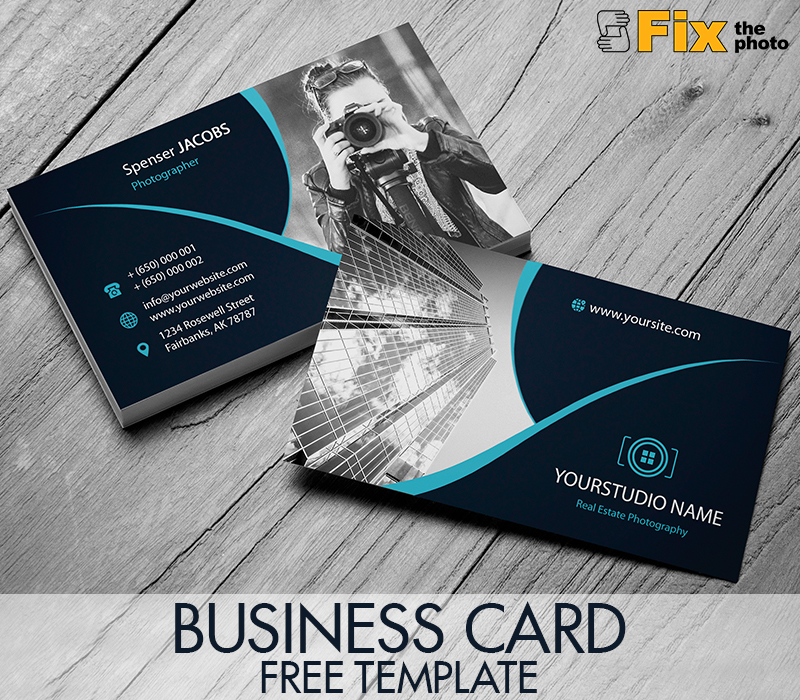 Fix the photo
Spenser JACOBS
Photographer
+ (650) 000 001
+ (650) 000 002
info@yourwebsite.com
www.yourwebsite.com
1234 Rosewell Street
Fairbanks, AK 78787
www.yoursite.com
YOURSTUDIO NAME
Real Estate Photography
BUSINESS CARD
FREE TEMPLATE